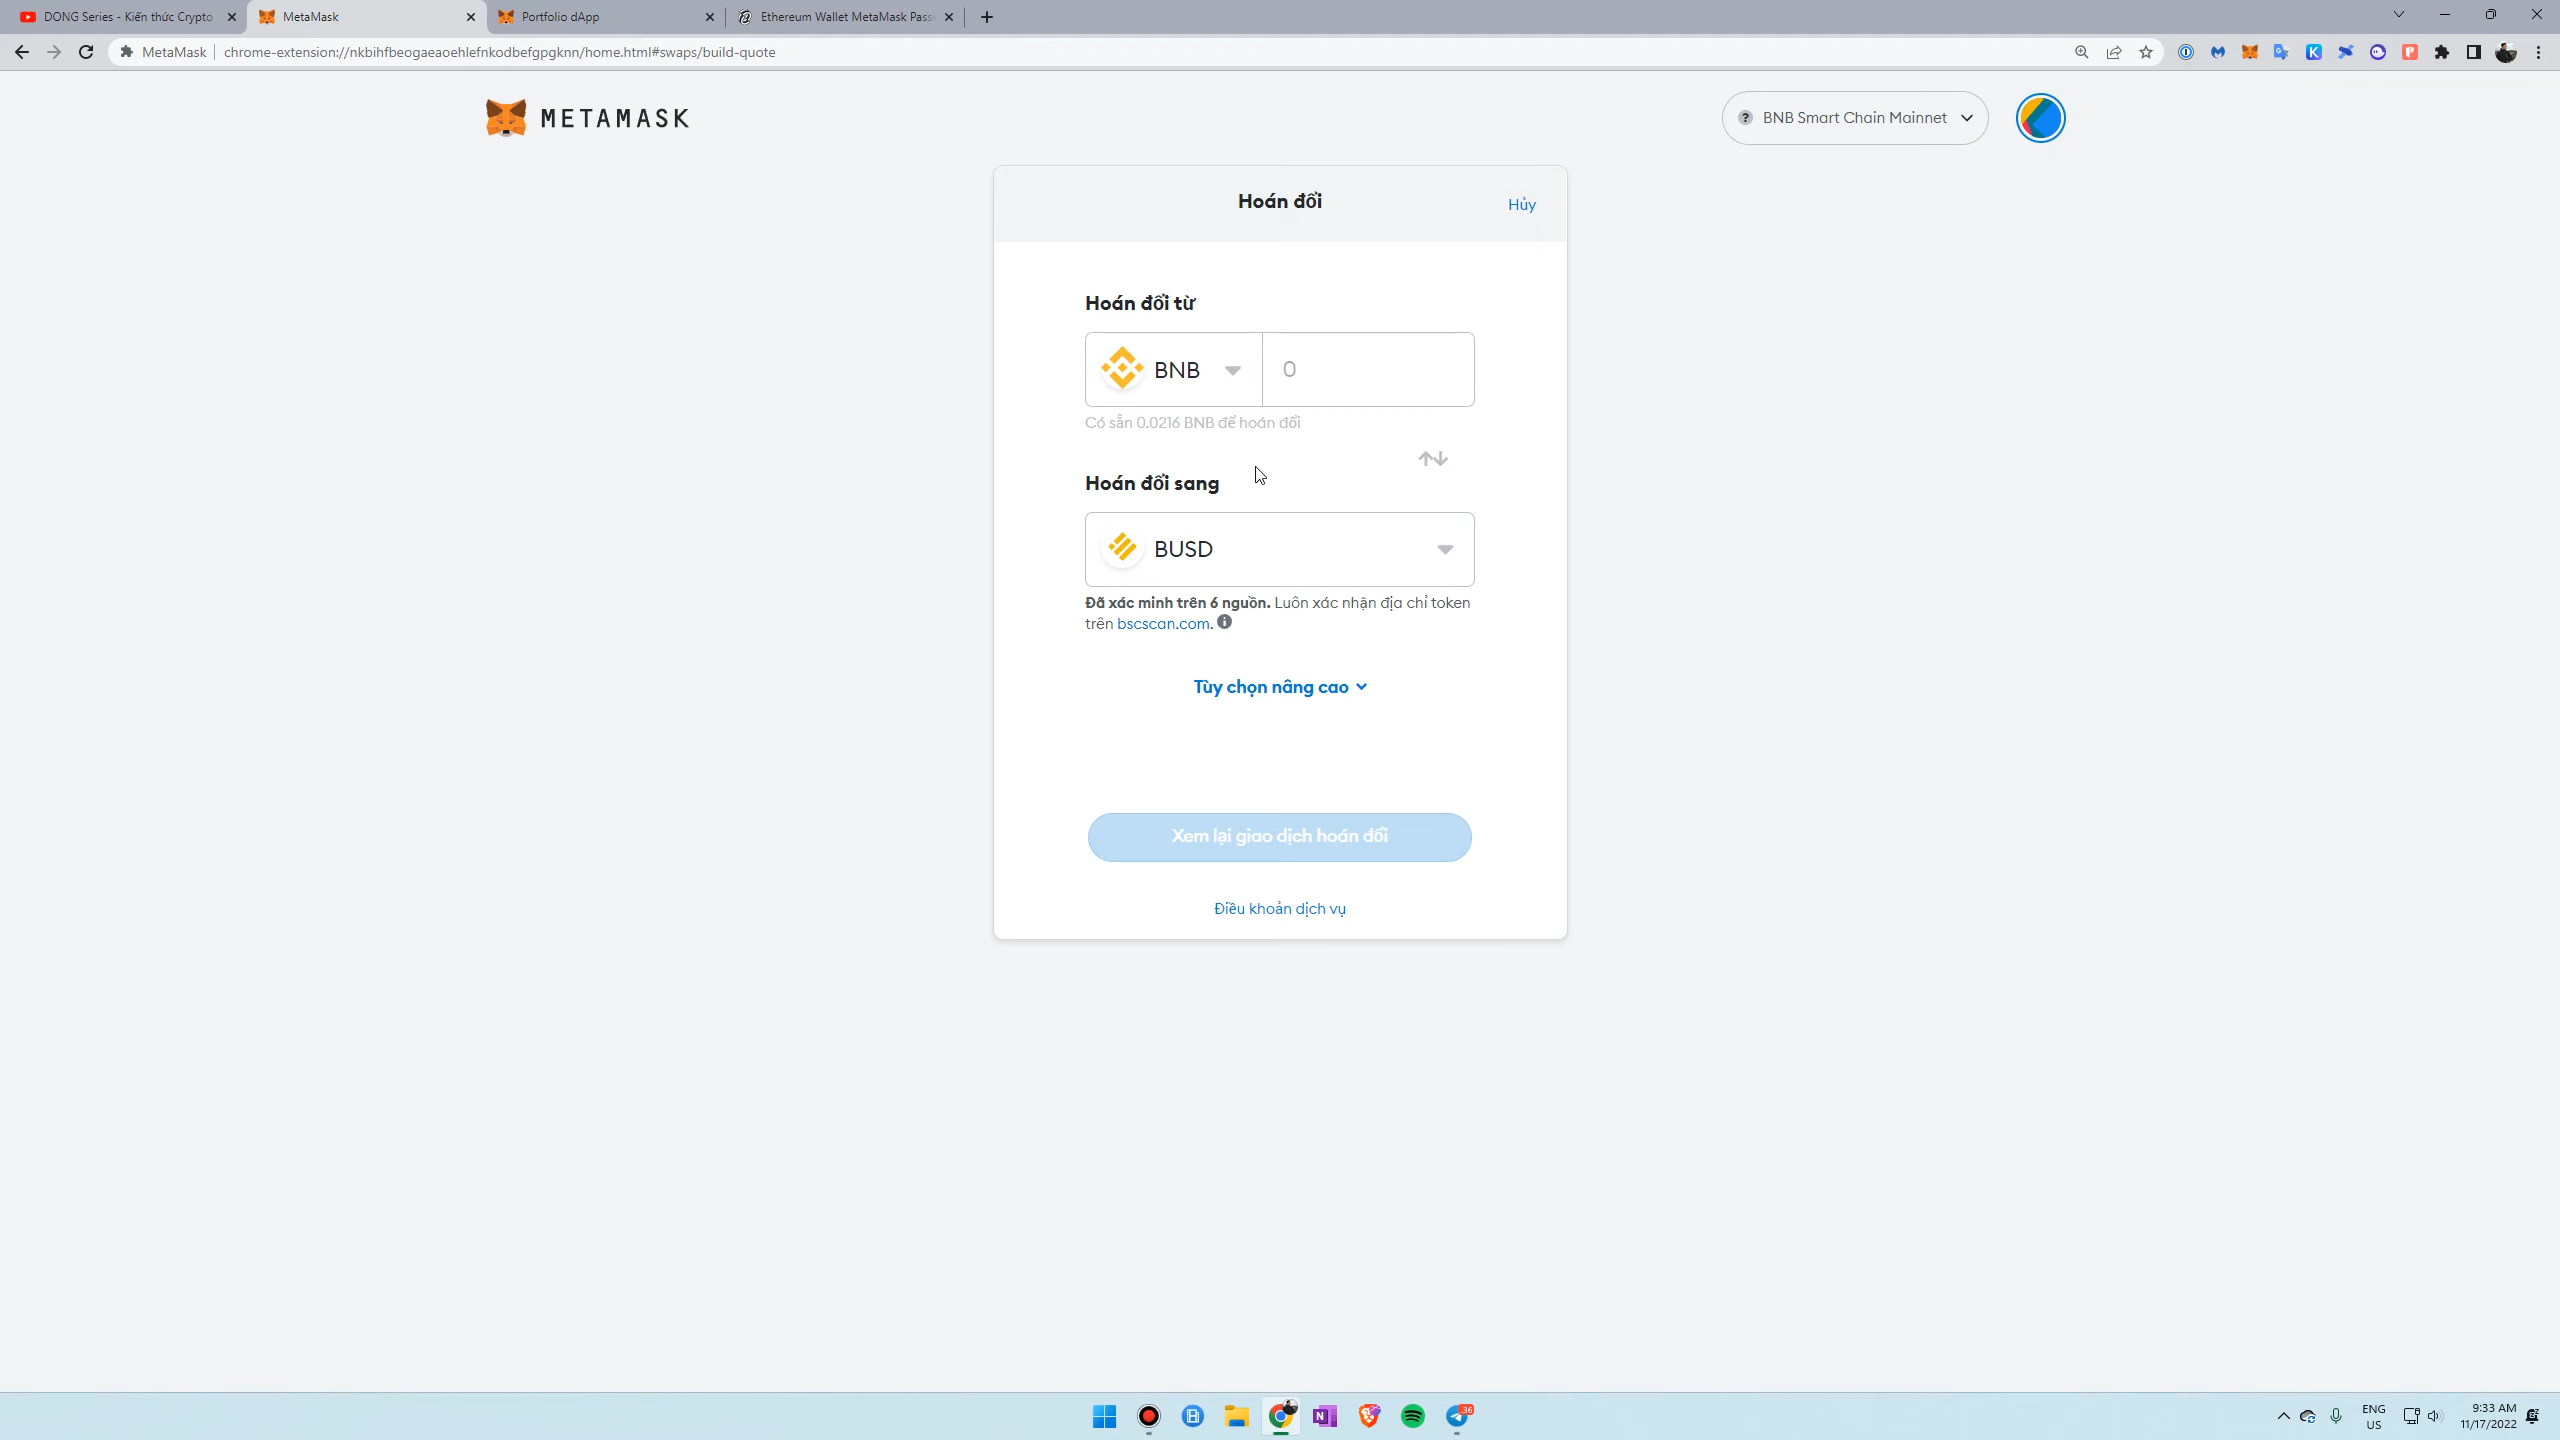 DONG Series - Kiến thức Crypto
MetaMask
Portfolio dApp
Ethereum Wallet MetaMask Pass
MetaMask
chrome-extension://nkbihfbeogaeaoehlefnkodbefgpgknn/home.html#swaps/build-quote
METAMASK
BNB Smart Chain Mainnet
Hoán đổi
Hủy
Hoán đổi từ
BNB
0
Có sẵn 0.0216 BNB để hoán đổi
Hoán đổi sang
BUSD
Đã xác minh trên 6 nguồn. Luôn xác nhận địa chỉ token
trên bscscan.com.
Tùy chọn nâng cao
Xem lại giao dịch hoán đổi
Điều khoản dịch vụ
36
ENG
US
9:33 AM
11/17/2022